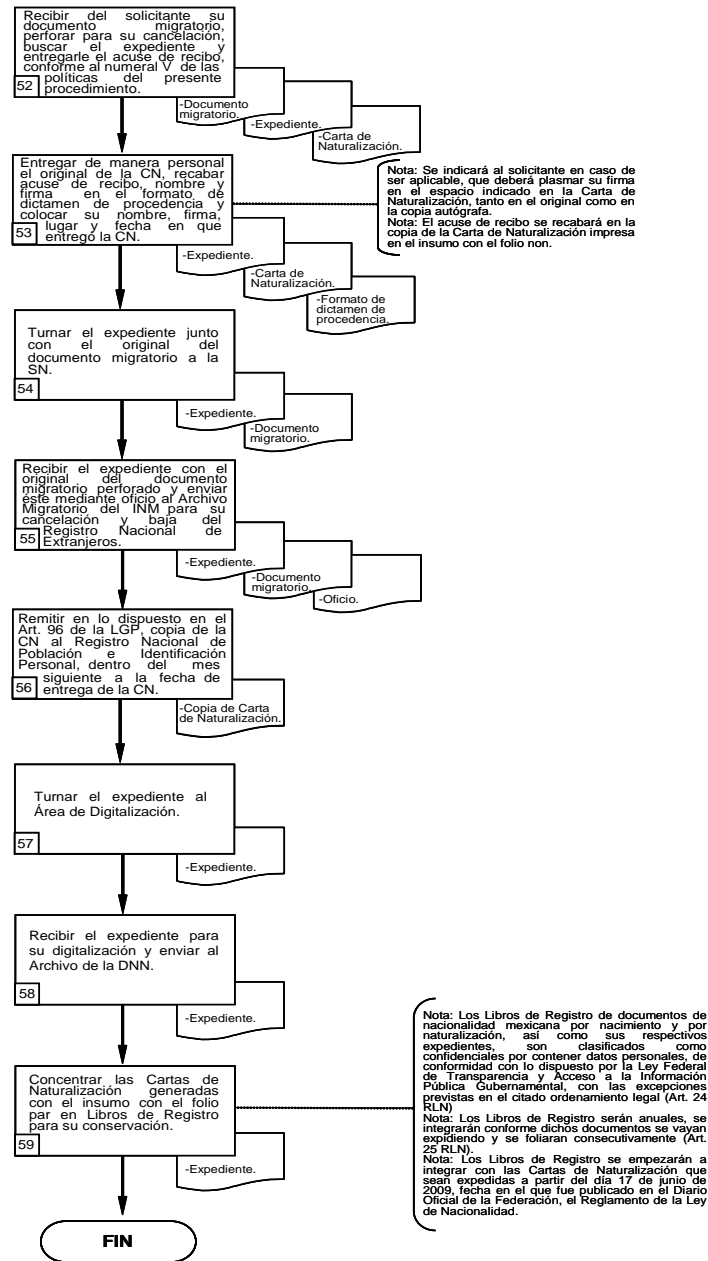 Recibir del solicitante su
documento migratorio,
perforar para su cancelación,
buscar el expediente y
entregarle el acuse de recibo,
conforme al numeral V de las
políticas del presente
procedimiento.
52
-Documento
migratorio.
-Expediente.
-Carta de
Naturalización.
Entregar de manera personal
el original de la CN, recabar
acuse de recibo, nombre y
firma en el formato de
dictamen de procedencia y
colocar su nombre, firma,
lugar y fecha en que
entregó la CN.
53
Nota: Se indicará al solicitante en caso de
ser aplicable, que deberá plasmar su firma
en el espacio indicado en la Carta de
Naturalización, tanto en el original como en
la copia autógrafa.
Nota: El acuse de recibo se recabará en la
copia de la Carta de Naturalización impresa
en el insumo con el folio non.
-Expediente.
-Carta de
Naturalización.
-Formato de
dictamen de
procedencia.
Turnar el expediente junto
con el original del
documento migratorio a la
SN.
54
-Expediente.
-Documento
migratorio.
Recibir el expediente con el
original del documento
migratorio perforado y enviar
éste mediante oficio al Archivo
Migratorio del INM para su
cancelación y baja del
Registro Nacional de
Extranjeros.
55
-Expediente.
-Documento
migratorio.
-Oficio.
Remitir en lo dispuesto en el
Art. 96 de la LGP, copia de la
CN al Registro Nacional de
Población e Identificación
Personal, dentro del mes
siguiente a la fecha de
entrega de la CN.
56
-Copia de Carta
de Naturalización.
Turnar el expediente al
Área de Digitalización.
57
-Expediente.
Recibir el expediente para
su digitalización y enviar al
Archivo de la DNN.
58
-Expediente.
Concentrar las Cartas de
Naturalización generadas
con el insumo con el folio
par en Libros de Registro
para su conservación.
59
-Expediente.
Nota: Los Libros de Registro de documentos de
nacionalidad mexicana por nacimiento y por
naturalización, así como sus respectivos
expedientes, son clasificados como
confidenciales por contener datos personales, de
conformidad con lo dispuesto por la Ley Federal
de Transparencia y Acceso a la Información
Pública Gubernamental, con las excepciones
previstas en el citado ordenamiento legal (Art. 24
RLN)
Nota: Los Libros de Registro serán anuales, se
integrarán conforme dichos documentos se vayan
expidiendo y se foliaran consecutivamente (Art.
25 RLN).
Nota: Los Libros de Registro se empezarán a
integrar con las Cartas de Naturalización que
sean expedidas a partir del día 17 de junio de
2009, fecha en el que fue publicado en el Diario
Oficial de la Federación, el Reglamento de la Ley
de Nacionalidad.
FIN